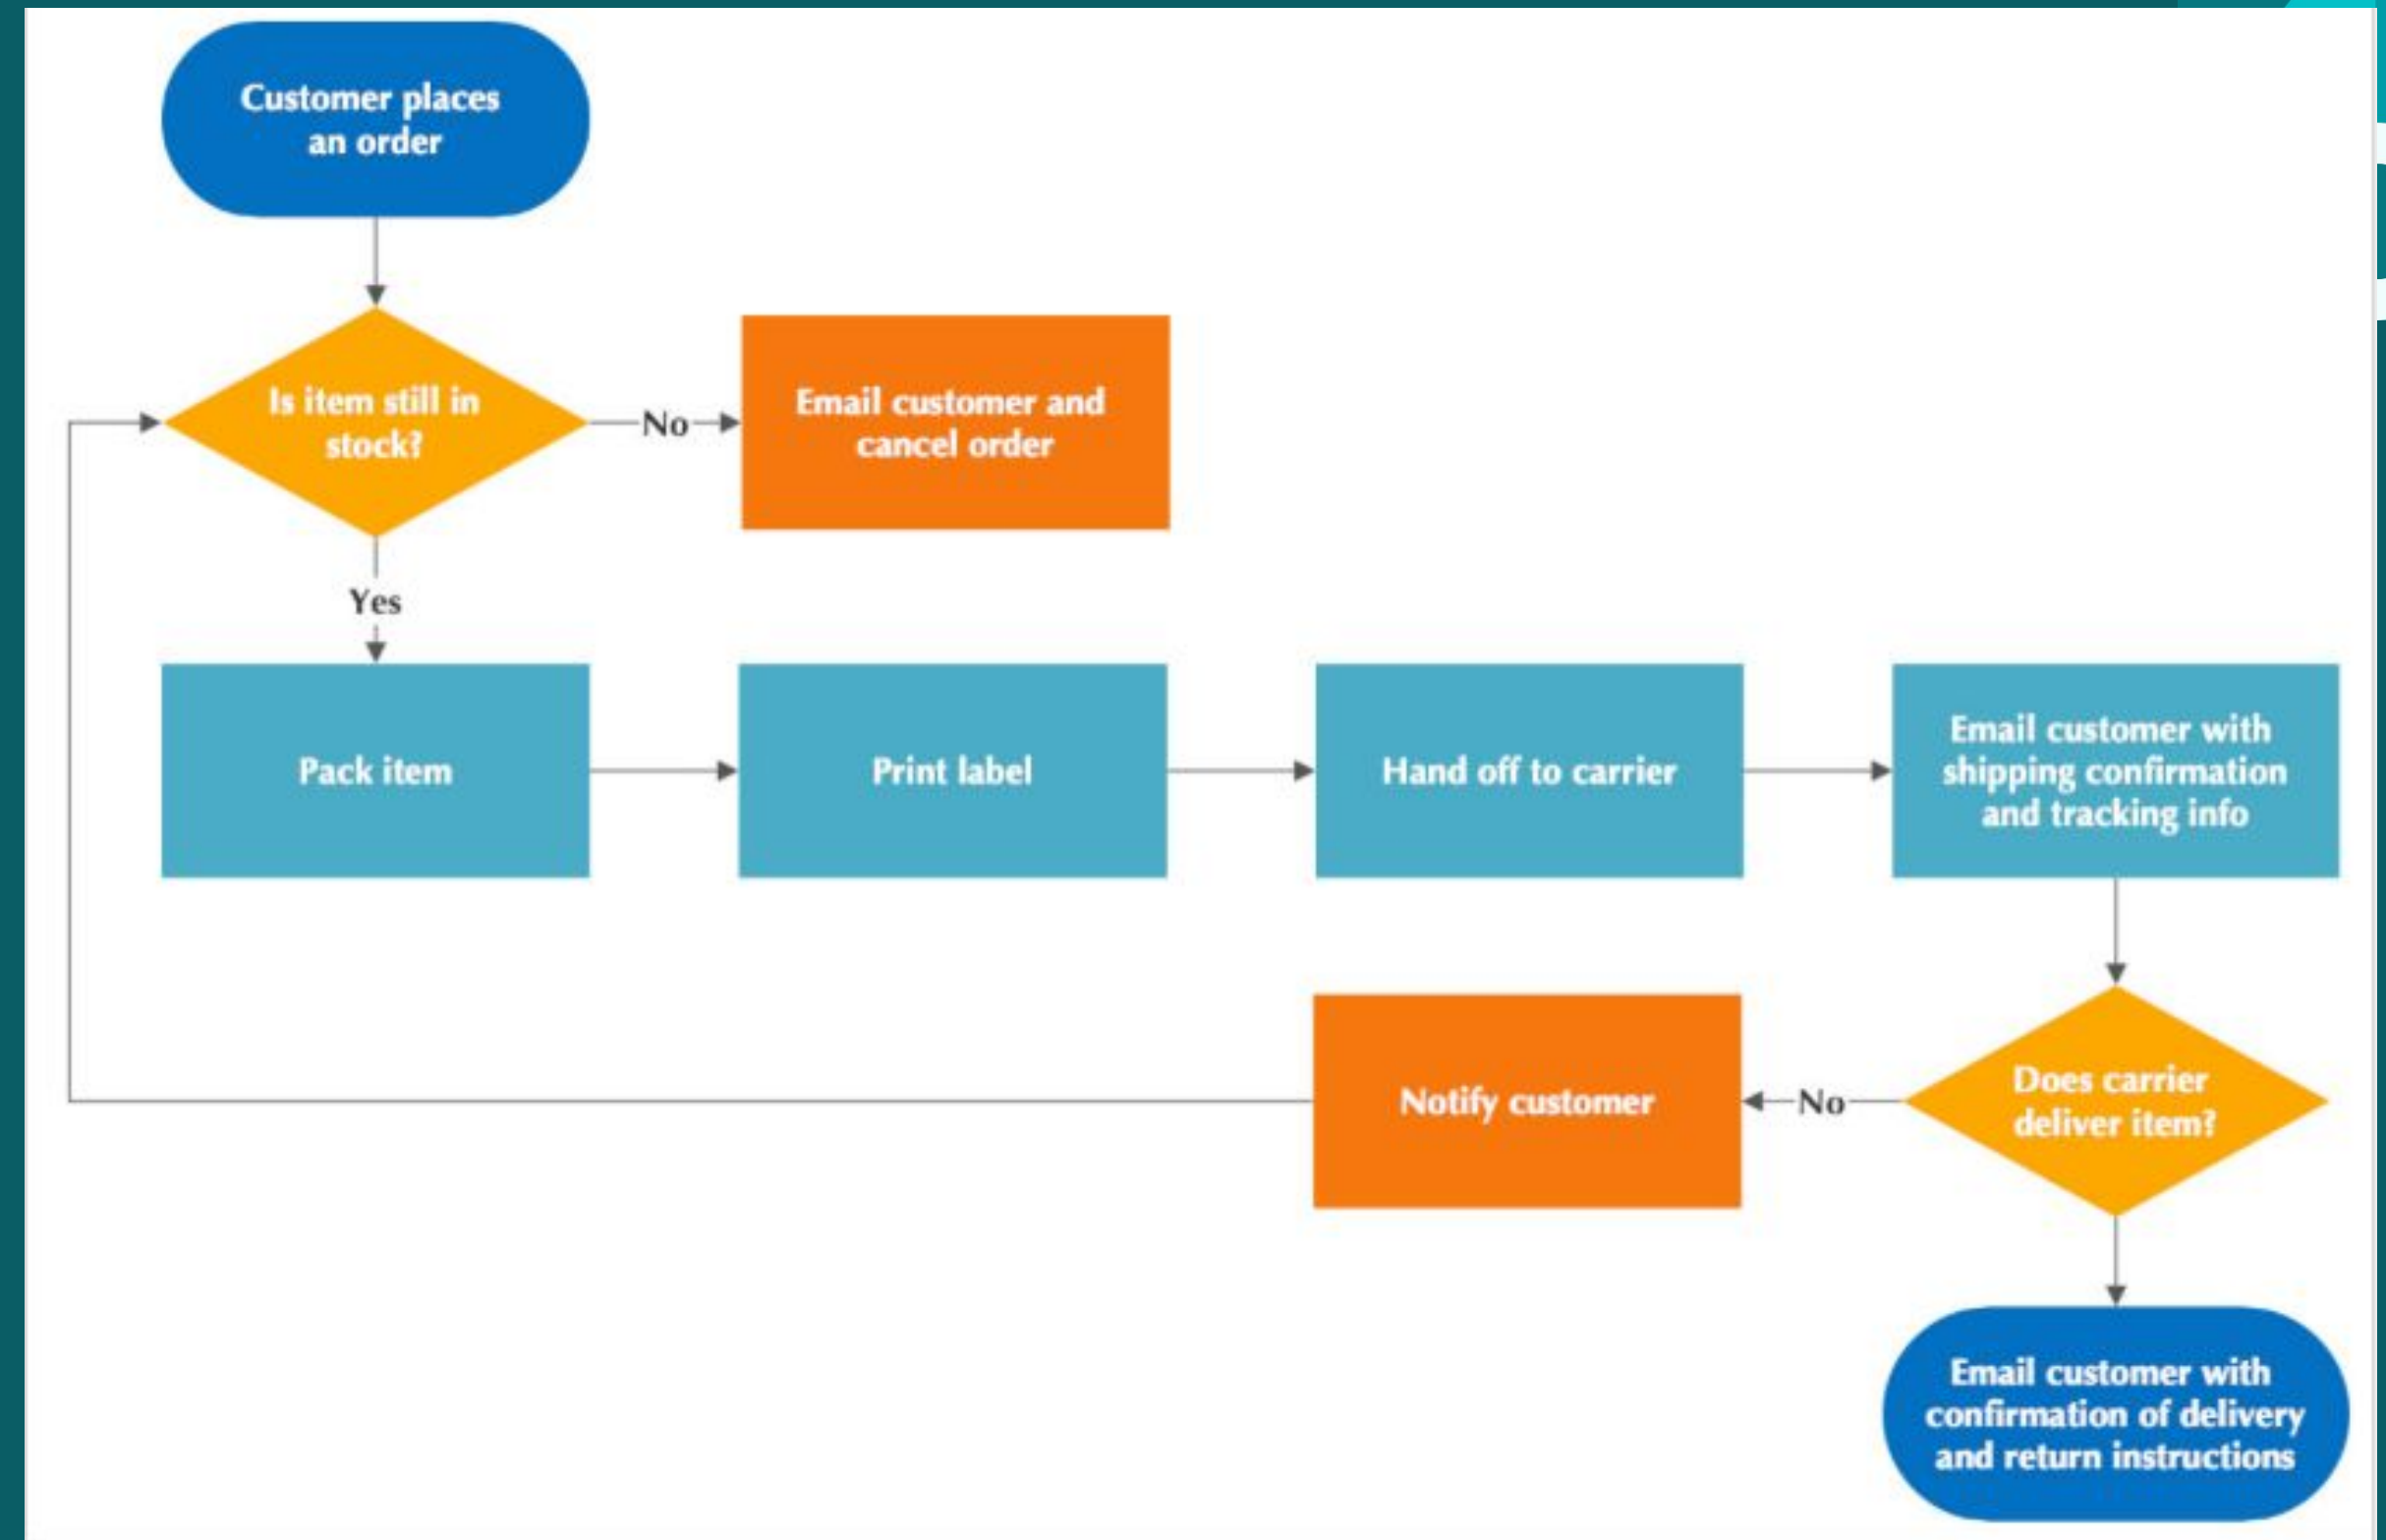 Customer places
an order
Is item still in
stock?
No
Email customer and
cancel order
Yes
Pack item
Print label
Hand off to carrier
Email customer with
shipping confirmation
and tracking info
Does carrier
deliver item?
No
Notify customer
Email customer with
confirmation of delivery
and return instructions